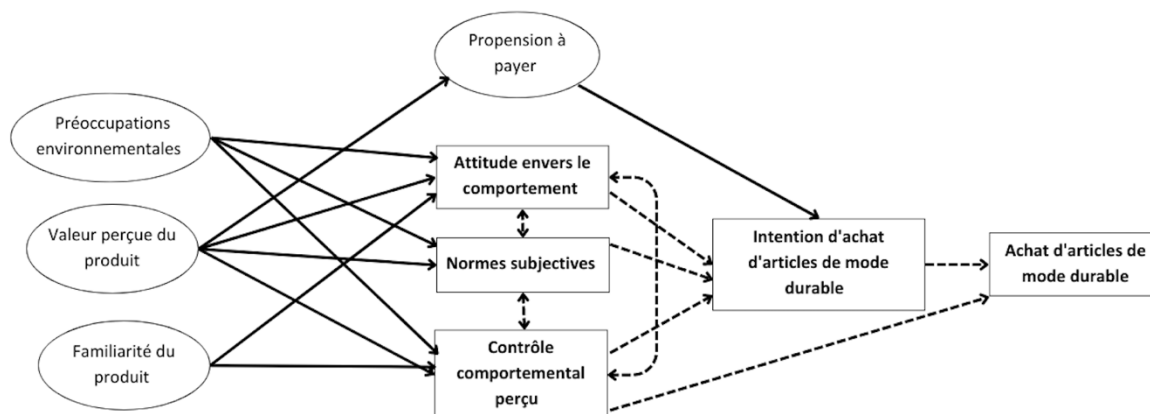 Propension à
payer
Préoccupations
environnementales
Attitude envers le
comportement
Valeur perçue du
produit
Normes subjectives
Intention d'achat
d'articles de mode
durable
Achat d'articles de
mode durable
Familiarité du
produit
Contrôle
comportemental
perçu